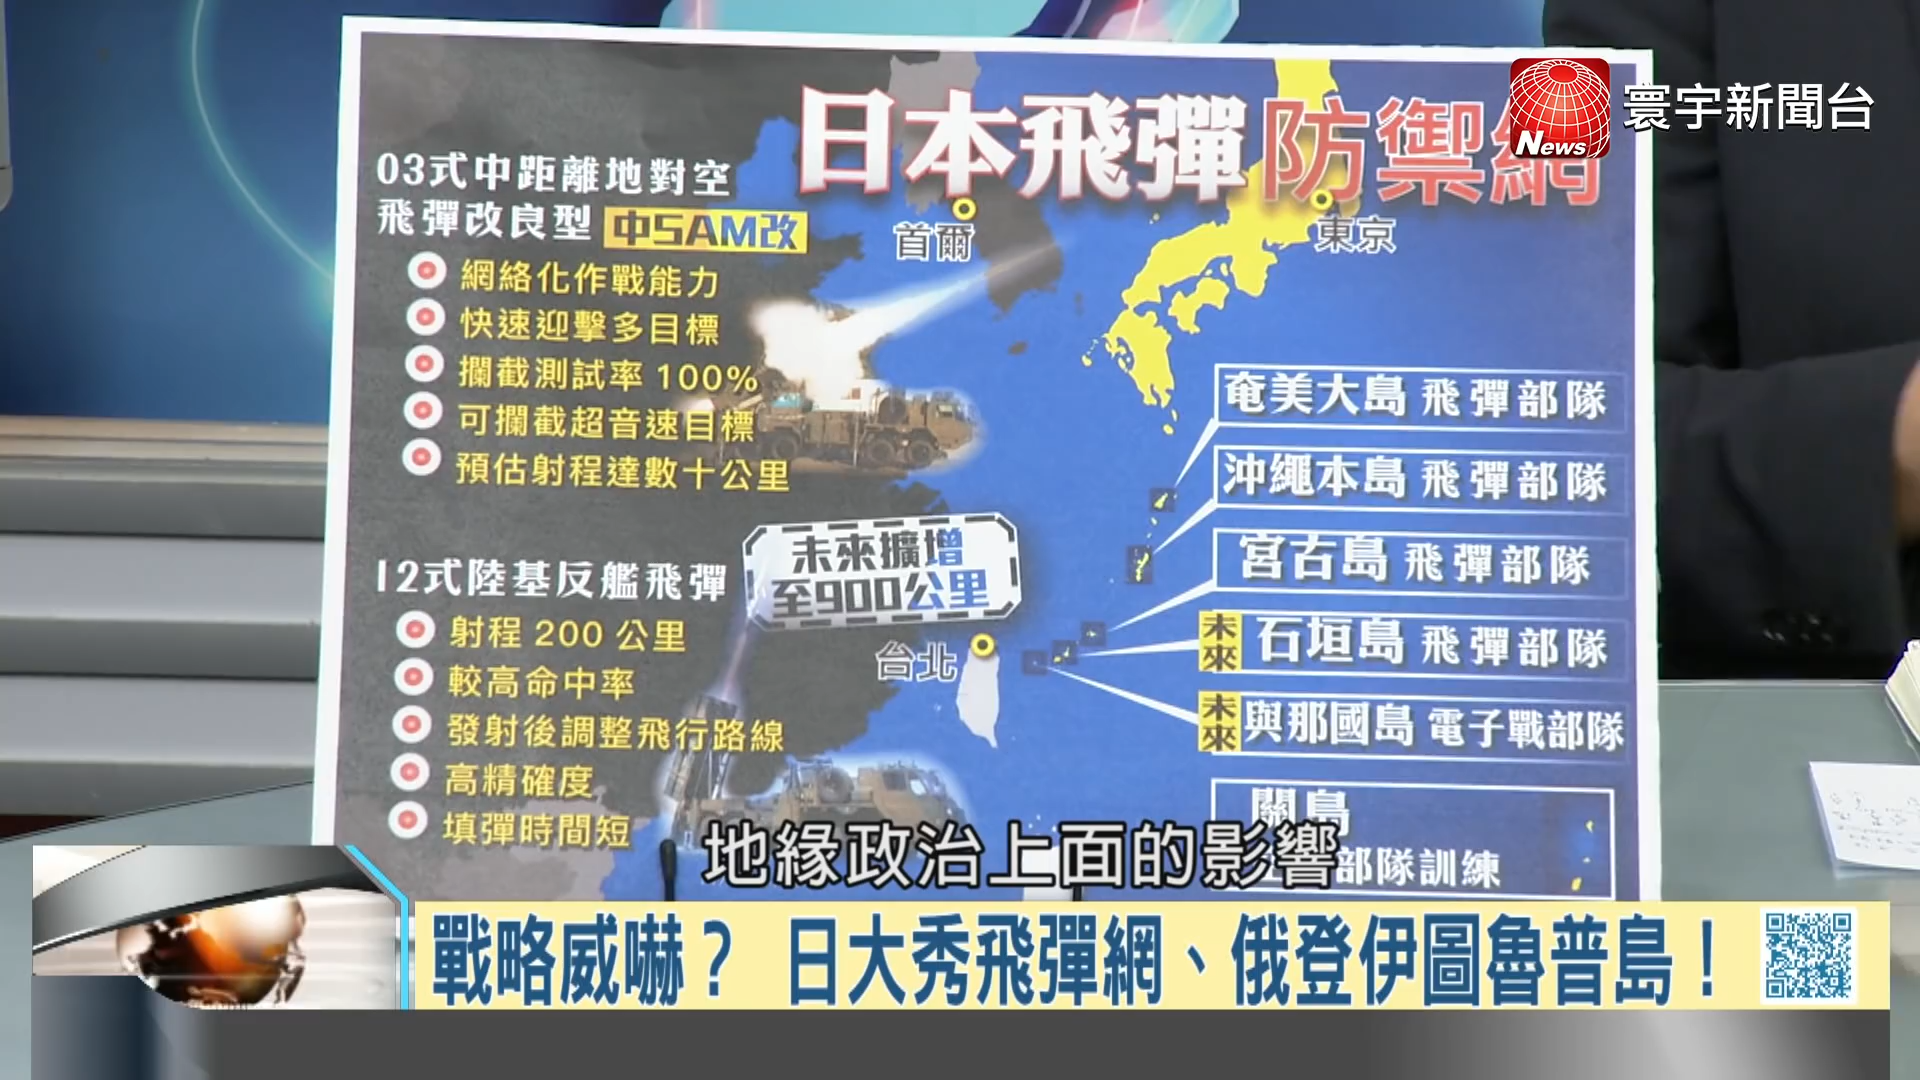 日本飛彈防禦網
News
寰宇新聞台
03式中距離地對空
飛彈改良型 中SAM改
網絡化作戰能力
快速迎擊多目標
攔截測試率100%
可攔截超音速目標
預估射程達數十公里
首爾
東京
奄美大島 飛彈部隊
沖繩本島 飛彈部隊
宮古島 飛彈部隊
未來 石垣島 飛彈部隊
未來 與那國島 電子戰部隊
關島
部隊訓練
台北
12式陸基反艦飛彈
未來擴增
至900公里
射程200公里
較高命中率
發射後調整飛行路線
高精確度
填彈時間短
地緣政治上面的影響
戰略威嚇？ 日大秀飛彈網、俄登伊圖魯普島！